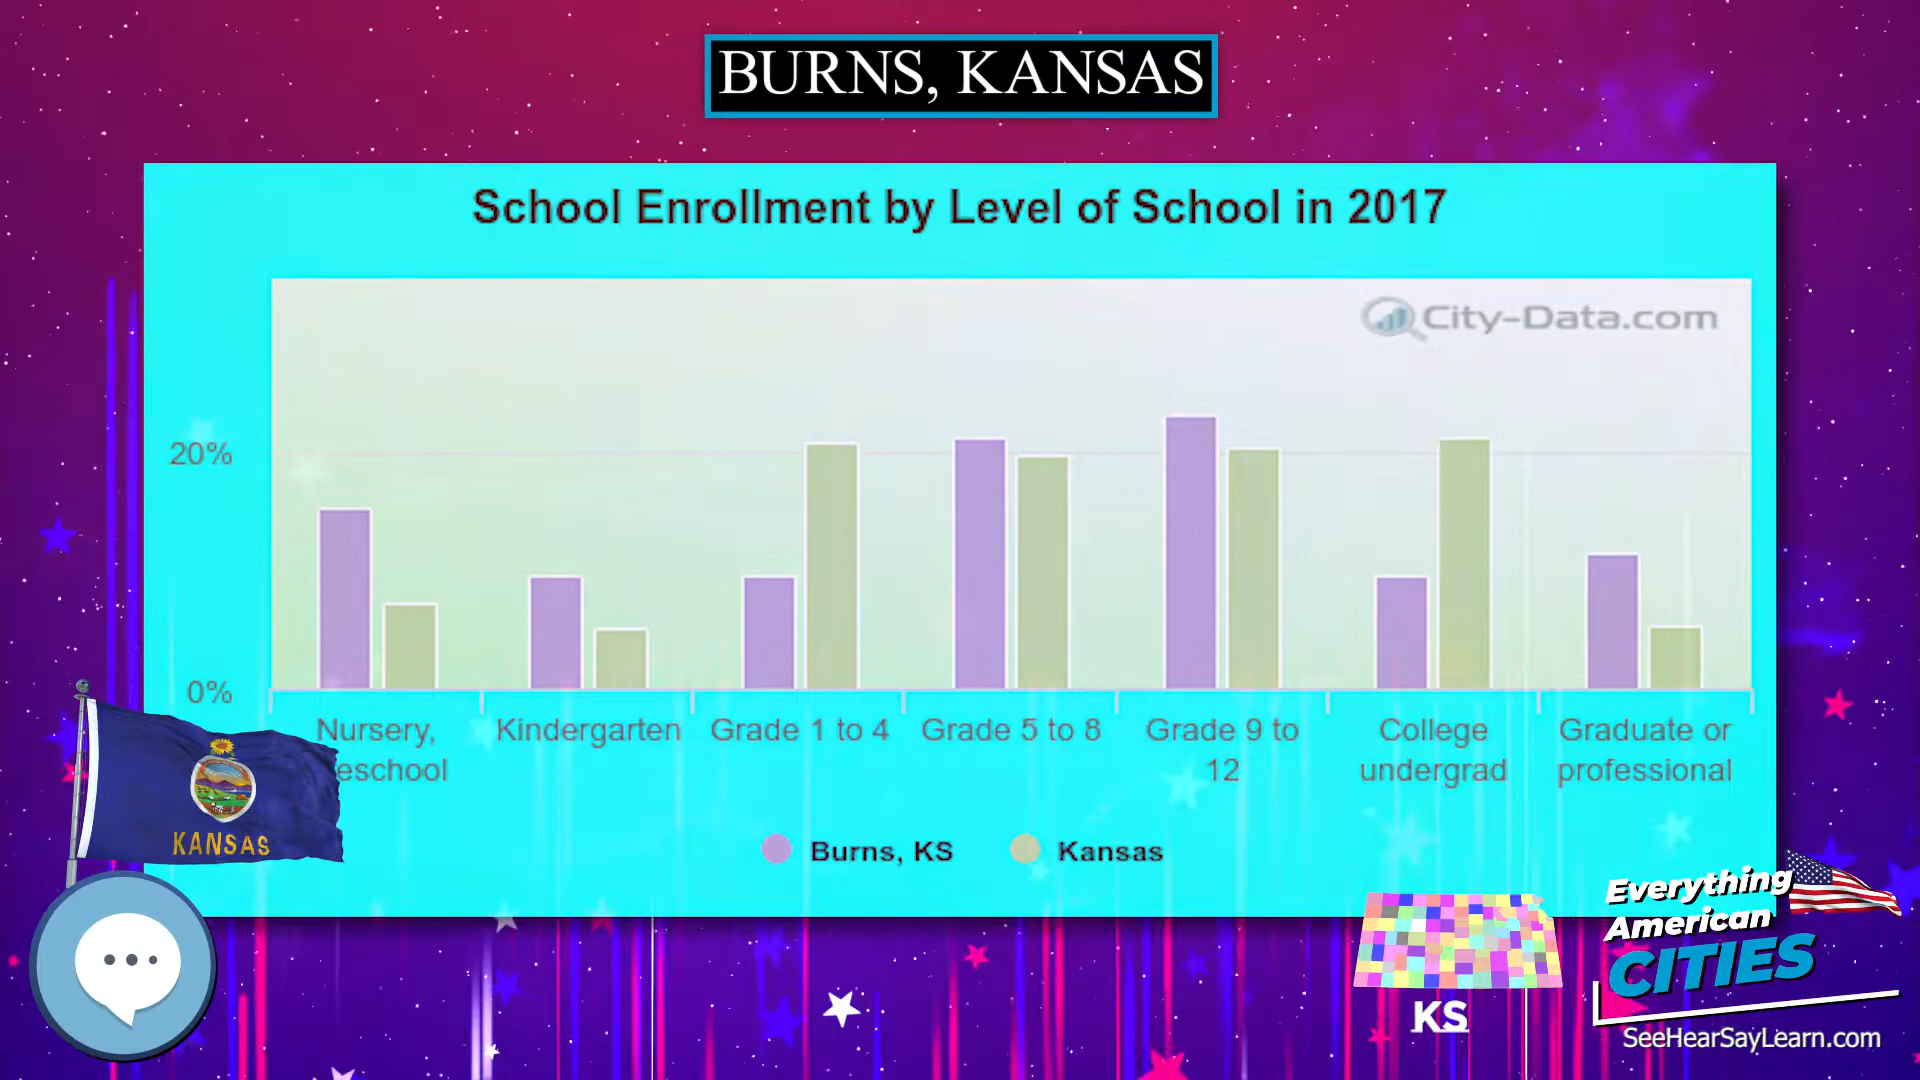 BURNS, KANSAS
School Enrollment by Level of School in 2017
City-Data.com
20%
0%
Nursery,
eschool
Kindergarten
Grade 1 to 4
Grade 5 to 8
Grade 9 to
12
College
undergrad
Graduate or
professional
Burns, KS
Kansas
KANSAS
KS
Everything
American
CITIES
SeeHearSayLearn.com